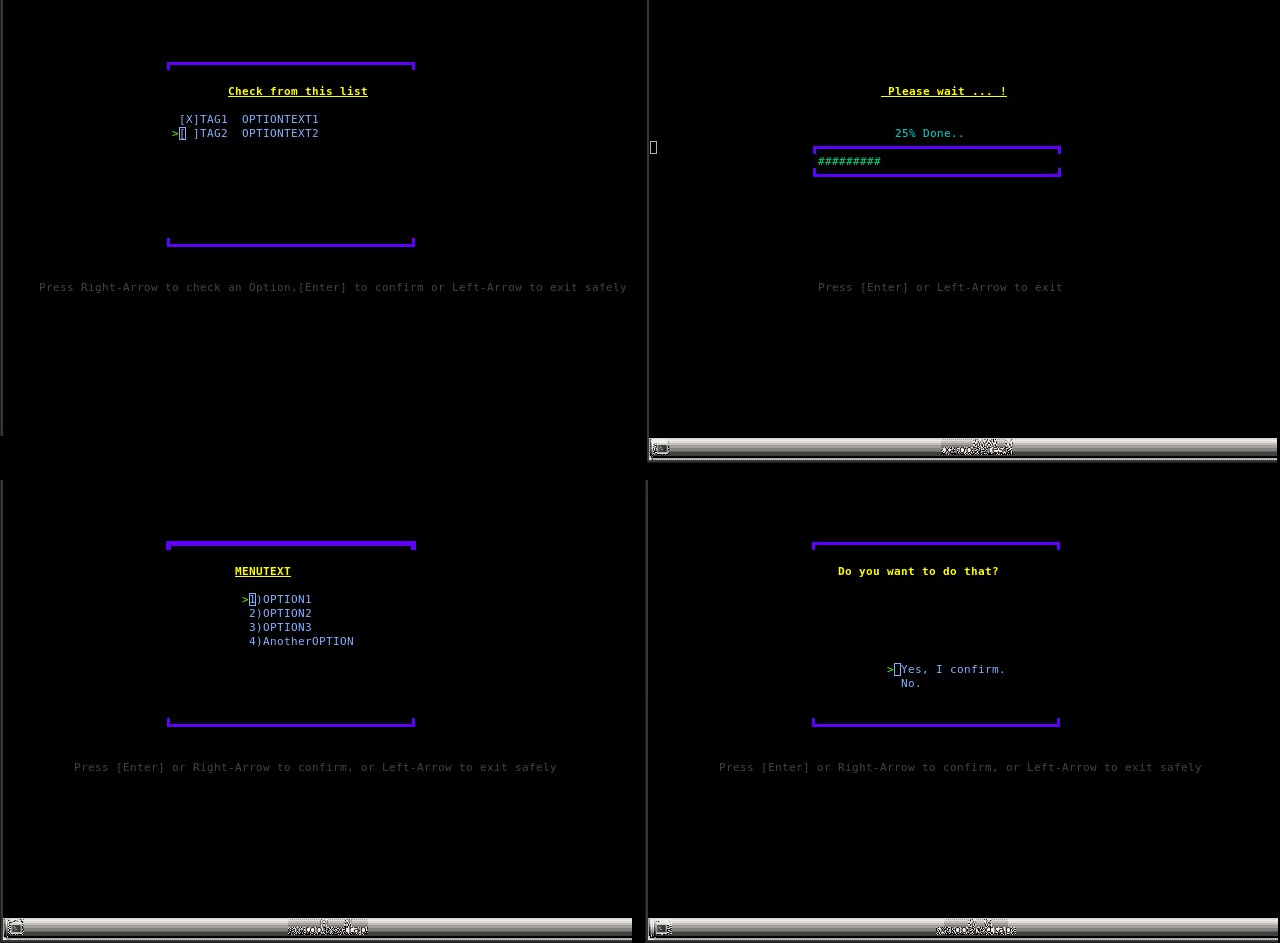 Check from this list
[X]TAG1  OPTIONTEXT1
>[ ]TAG2  OPTIONTEXT2
Press Right-Arrow to check an Option,[Enter] to confirm or Left-Arrow to exit safely
Please wait ... !
25% Done..
#########
Press [Enter] or Left-Arrow to exit
MENUTEXT
>1)OPTION1
2)OPTION2
3)OPTION3
4)AnotherOPTION
Press [Enter] or Right-Arrow to confirm, or Left-Arrow to exit safely
Do you want to do that?
> Yes, I confirm.
No.
Press [Enter] or Right-Arrow to confirm, or Left-Arrow to exit safely